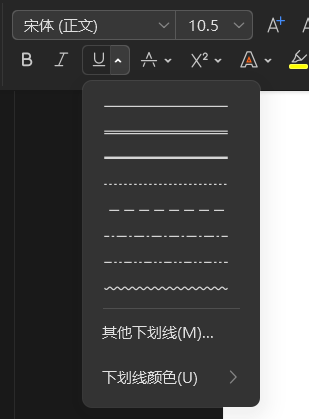 宋体 (正文) 10.5 A+ A
B I U A X² A
其他下划线(M)...
下划线颜色(U)